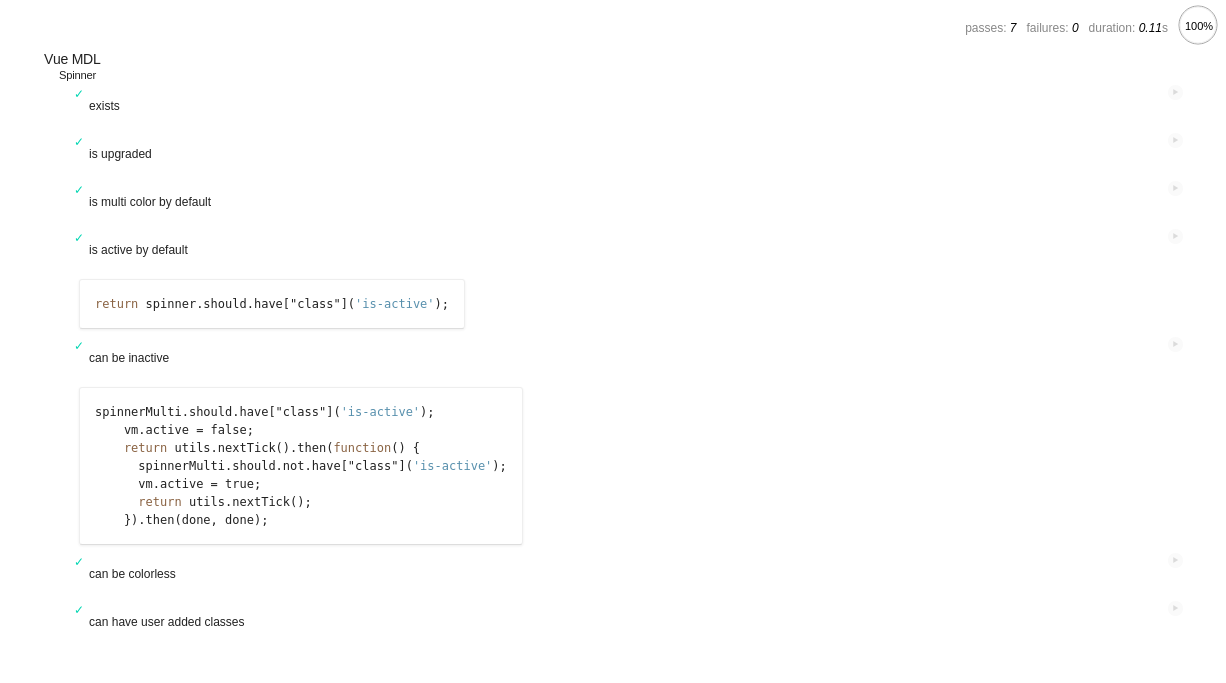 passes: 7 failures: 0 duration: 0.11s 100%
Vue MDL
Spinner
✓
exists
✓
is upgraded
✓
is multi color by default
✓
is active by default
return spinner.should.have["class"]('is-active');
✓
can be inactive
spinnerMulti.should.have["class"]('is-active');
    vm.active = false;
    return utils.nextTick().then(function() {
      spinnerMulti.should.not.have["class"]('is-active');
      vm.active = true;
      return utils.nextTick();
    }).then(done, done);
✓
can be colorless
✓
can have user added classes